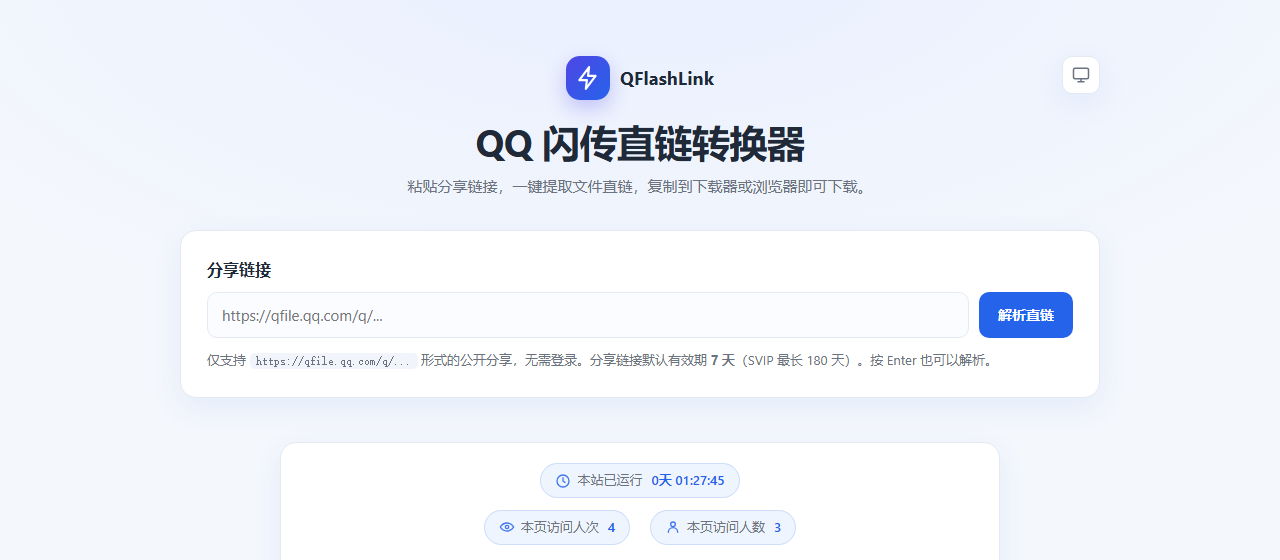 QFlashLink
QQ 闪传直链转换器
粘贴分享链接，一键提取文件直链，复制到下载器或浏览器即可下载。
分享链接
https://qfile.qq.com/q/...
解析直链
仅支持 https://qfile.qq.com/q/... 形式的公开分享，无需登录。分享链接默认有效期 7 天（SVIP 最长 180 天）。按 Enter 也可以解析。
本站已运行 0天 01:27:45
本页访问人次 4
本页访问人数 3